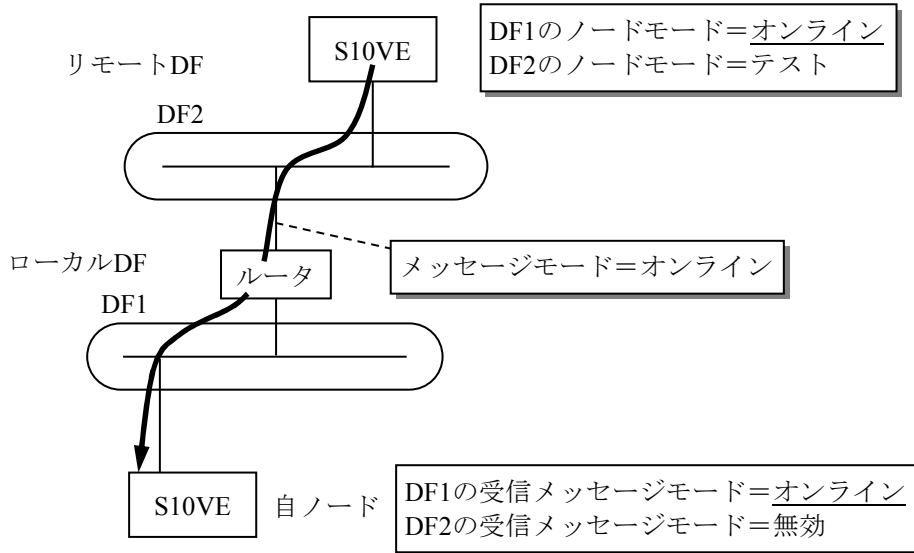 DF1のノードモード＝オンライン
DF2のノードモード＝テスト
S10VE
リモートDF
DF2
メッセージモード＝オンライン
ローカルDF
ルータ
DF1
S10VE
自ノード
DF1の受信メッセージモード＝オンライン
DF2の受信メッセージモード＝無効